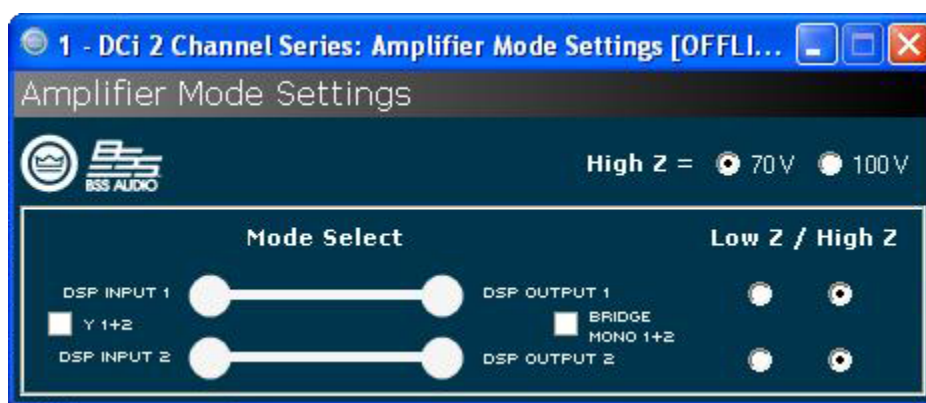 1 - DCi 2 Channel Series: Amplifier Mode Settings [OFFLI...
Amplifier Mode Settings
BSS AUDIO
High Z = 70V 100V
Mode Select Low Z / High Z
DSP INPUT 1 DSP OUTPUT 1
Y 1+2 BRIDGE
MONO 1+2
DSP INPUT 2 DSP OUTPUT 2